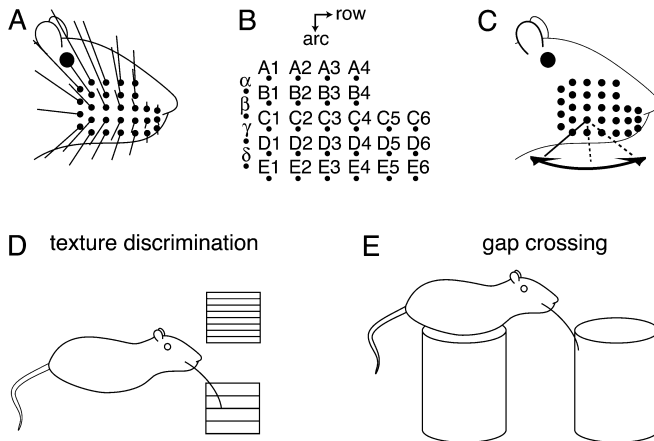 A
B
row
arc
A1 A2 A3 A4
α
B1 B2 B3 B4
β
C1 C2 C3 C4 C5 C6
γ
D1 D2 D3 D4 D5 D6
δ
E1 E2 E3 E4 E5 E6
C
D texture discrimination
E gap crossing